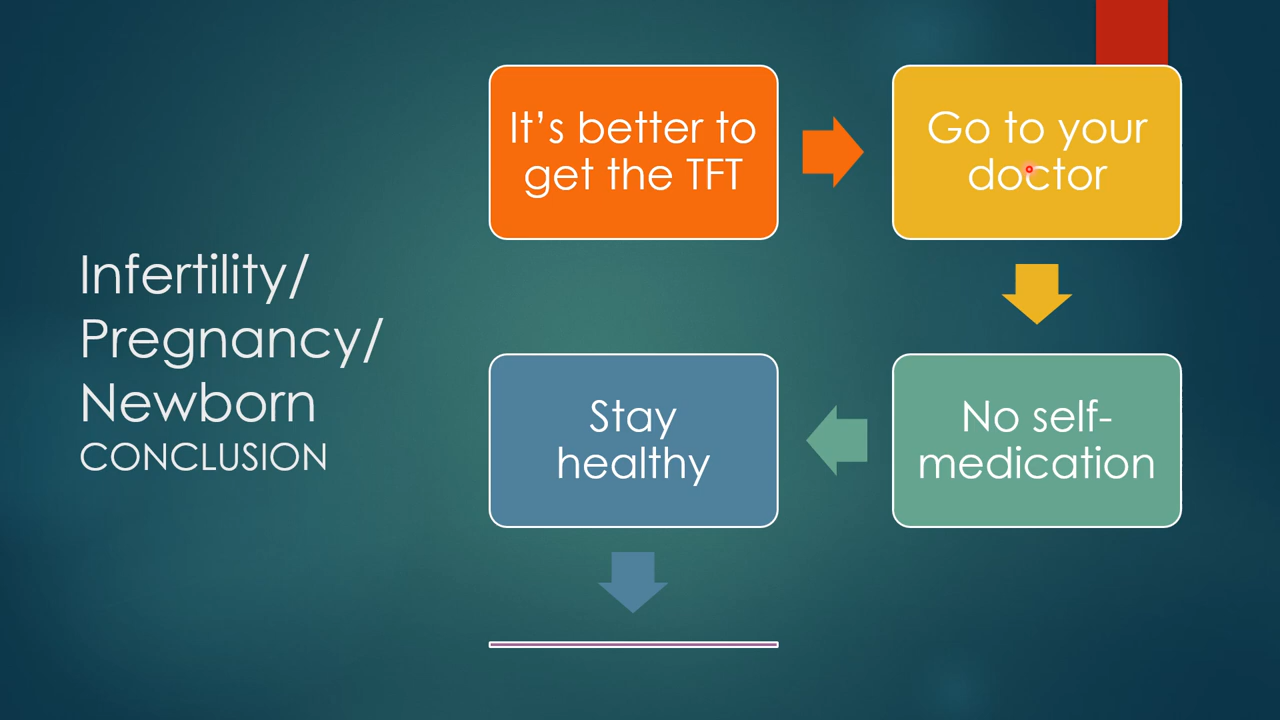 Infertility/
Pregnancy/
Newborn
CONCLUSION
It's better to
get the TFT
Go to your
doctor
No self-
medication
Stay
healthy